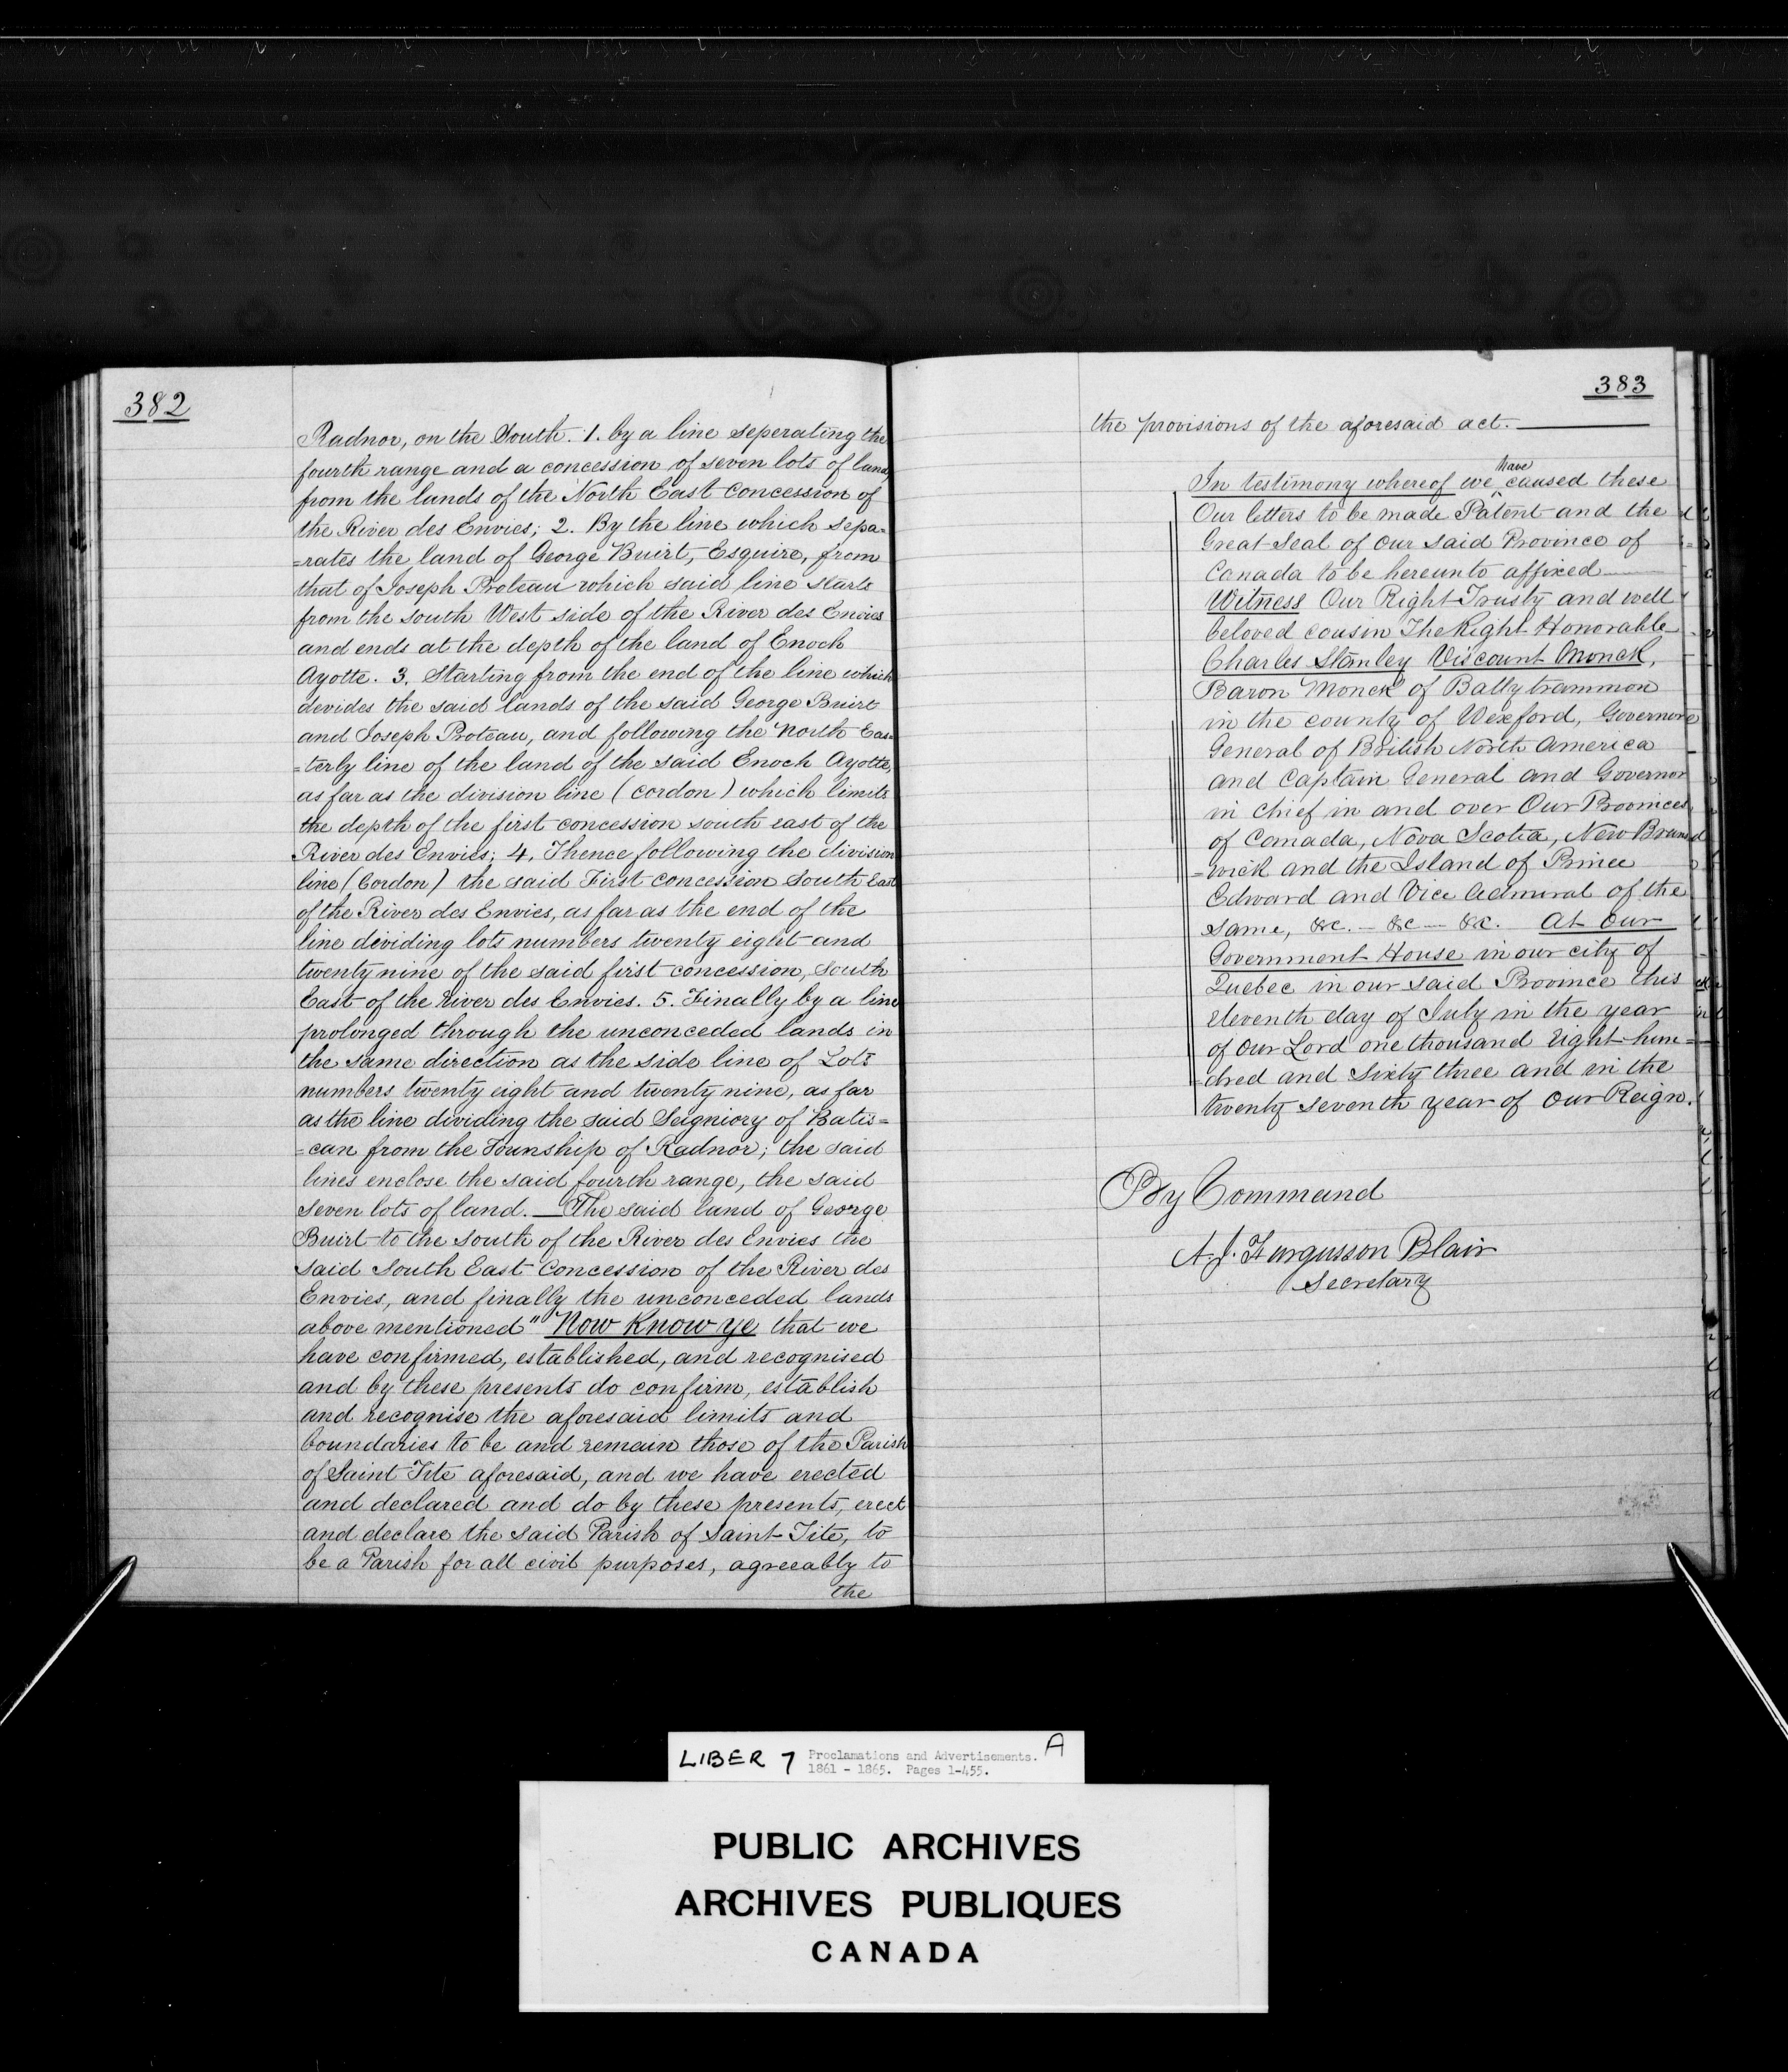 382
Radnor, on the South. 1. by a line seperating the
fourth range and a concession of seven lots of land,
from the lands of the North East Concession of
the River des Envies; 2. By the line which sepa=
=rates the land of George Buirt, Esquire, from
that of Joseph Proteau which said line starts
from the South West side of the River des Envies
and ends at the depth of the land of Enoch
Ayotte. 3. Starting from the end of the line which
devides the said lands of the said George Buirt
and Joseph Proteau, and following the North Eas=
=terly line of the land of the said Enoch Ayotte,
as far as the division line (cordon) which limits
the depth of the first concession south east of the
River des Envies; 4. Thence following the division
line (Cordon) the said First concession South East
of the River des Envies, as far as the end of the
line dividing lots numbers twenty eight and
twenty nine of the said first concession, South
East of the River des Envies. 5. Finally by a line
prolonged through the unconceded lands in
the same direction as the side line of Lots
numbers twenty eight and twenty nine, as far
as the line dividing the said Seigniory of Batis=
=can from the Township of Radnor; the said
lines enclose the said fourth range, the said
seven lots of land. — The said land of George
Buirt to the south of the River des Envies the
said South East Concession of the River des
Envies, and finally the unconceded lands
above mentioned" Now Know ye that we
have confirmed, established, and recognised
and by these presents do confirm, establish
and recognise the aforesaid limits and
boundaries to be and remain those of the Parish
of Saint Tite aforesaid, and we have erected
and declared and do by these presents, erect
and declare the said Parish of Saint Tite, to
be a Parish for all civil purposes, agreeably to
the
383
the provisions of the aforesaid act.
In testimony whereof we have caused these
Our letters to be made Patent and the
Great Seal of our said Province of
Canada to be hereunto affixed
Witness Our Right Trusty and well
beloved cousin The Right Honorable
Charles Stanley Viscount Monck,
Baron Monck of Ballytrammon
in the county of Wexford, Governore
General of British North America
and Captain General and Governor
in chief in and over Our Provinces
of Canada, Nova Scotia, New Bruns
=wick and the Island of Prince
Edward and Vice Admiral of the
same, &c. — &c — &c. At Our
Government House in our city of
Quebec in our said Province this
eleventh day of July in the year
of Our Lord one thousand eight hun=
dred and sixty three and in the
twenty seventh year of Our Reign.
By Command
A. J. Fergusson Blair
Secretary
LIBER 7 Proclamations and Advertisements. A
1861 - 1865. Pages 1-455.
PUBLIC ARCHIVES
ARCHIVES PUBLIQUES
CANADA